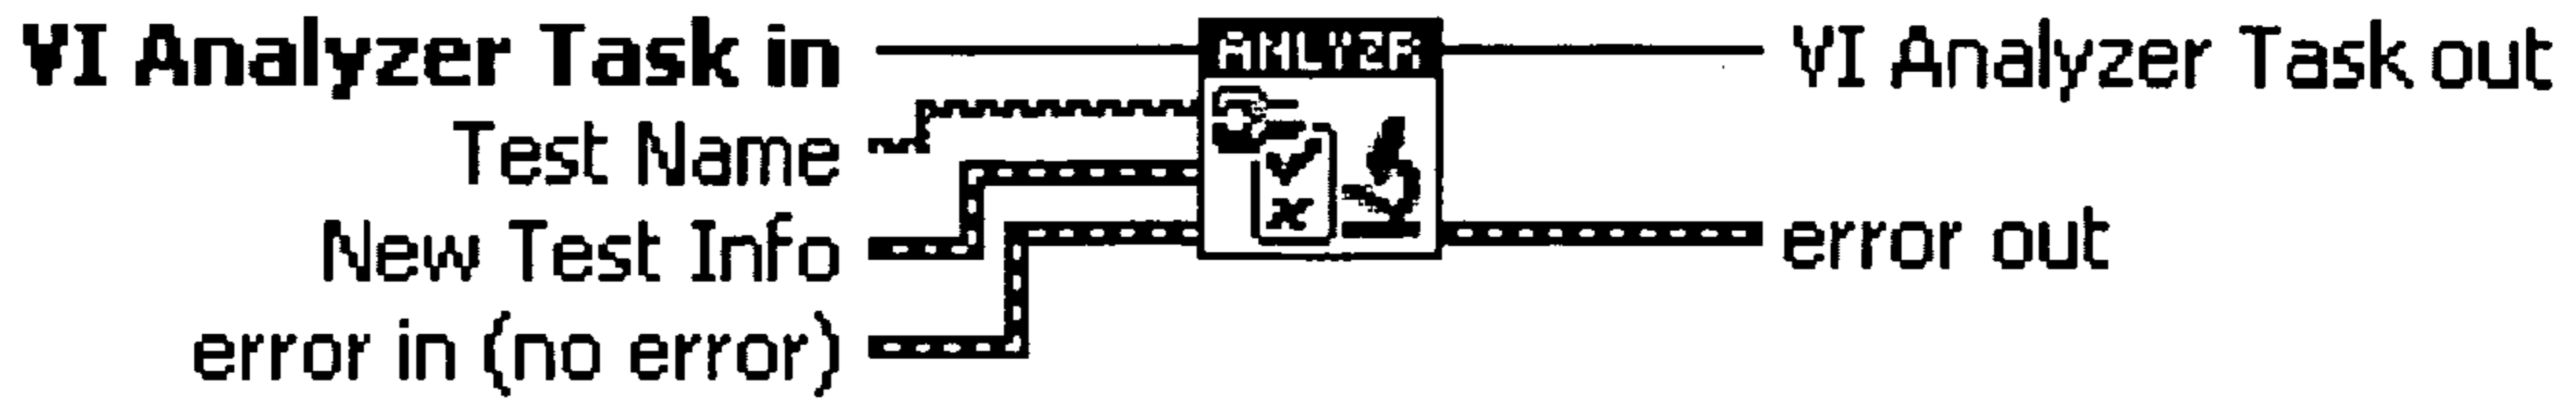 VI Analyzer Task in
Test Name
New Test Info
error in (no error)
ANLYZR
VI Analyzer Task out
error out